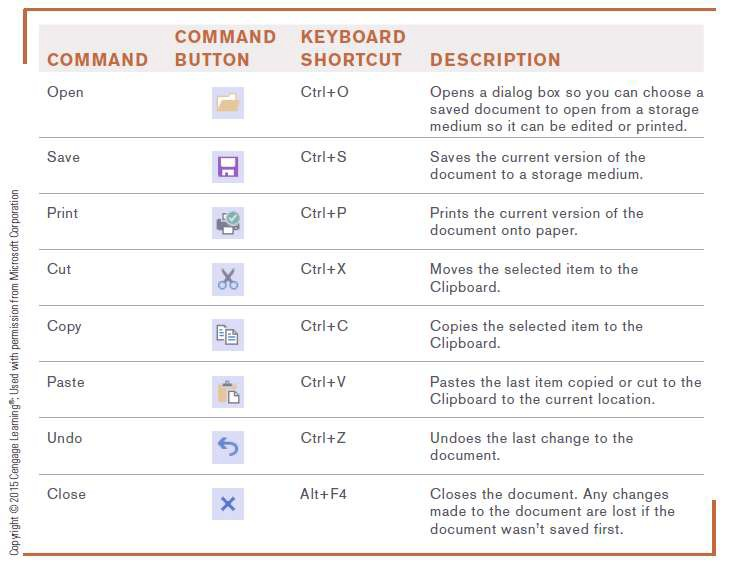 COMMAND
COMMAND BUTTON
KEYBOARD SHORTCUT
DESCRIPTION
Open
Ctrl+O
Opens a dialog box so you can choose a
saved document to open from a storage
medium so it can be edited or printed.
Save
Ctrl+S
Saves the current version of the
document to a storage medium.
Print
Ctrl+P
Prints the current version of the
document onto paper.
Cut
Ctrl+X
Moves the selected item to the
Clipboard.
Copy
Ctrl+C
Copies the selected item to the
Clipboard.
Paste
Ctrl+V
Pastes the last item copied or cut to the
Clipboard to the current location.
Undo
Ctrl+Z
Undoes the last change to the
document.
Close
Alt+F4
Closes the document. Any changes
made to the document are lost if the
document wasn't saved first.
Copyright © 2015 Cengage Learning®; Used with permission from Microsoft Corporation